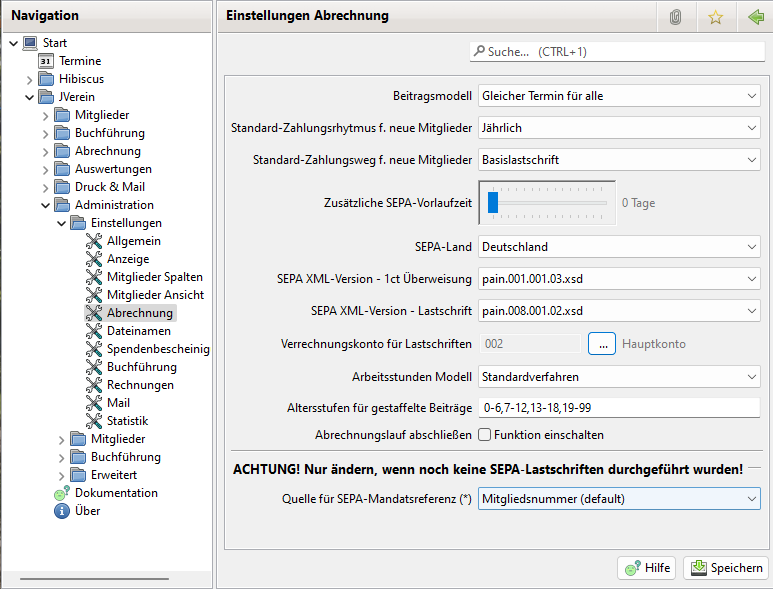 Navigation
Start
31 Termine
Hibiscus
JVerein
Mitglieder
Buchführung
Abrechnung
Auswertungen
Druck & Mail
Administration
Einstellungen
Allgemein
Anzeige
Mitglieder Spalten
Mitglieder Ansicht
Abrechnung
Dateinamen
Spendenbescheinig
Buchführung
Rechnungen
Mail
Statistik
Mitglieder
Buchführung
Erweitert
Dokumentation
Über
Einstellungen Abrechnung
Suche... (CTRL+1)
Beitragsmodell Gleicher Termin für alle
Standard-Zahlungsrhytmus f. neue Mitglieder Jährlich
Standard-Zahlungsweg f. neue Mitglieder Basislastschrift
Zusätzliche SEPA-Vorlaufzeit 0 Tage
SEPA-Land Deutschland
SEPA XML-Version - 1ct Überweisung pain.001.001.03.xsd
SEPA XML-Version - Lastschrift pain.008.001.02.xsd
Verrechnungskonto für Lastschriften 002 ... Hauptkonto
Arbeitsstunden Modell Standardverfahren
Altersstufen für gestaffelte Beiträge 0-6,7-12,13-18,19-99
Abrechnungslauf abschließen Funktion einschalten
ACHTUNG! Nur ändern, wenn noch keine SEPA-Lastschriften durchgeführt wurden!
Quelle für SEPA-Mandatsreferenz (*) Mitgliedsnummer (default)
Hilfe Speichern